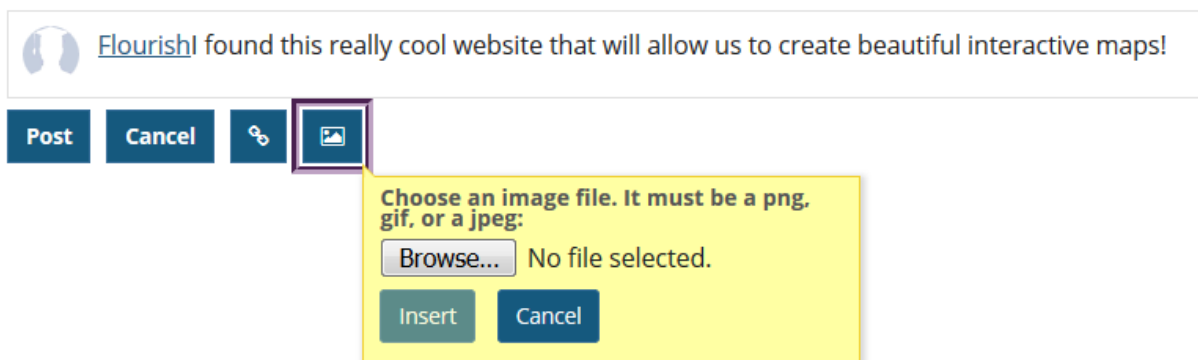 FlourishI found this really cool website that will allow us to create beautiful interactive maps!
Post Cancel
Choose an image file. It must be a png,
gif, or a jpeg:
Browse... No file selected.
Insert Cancel